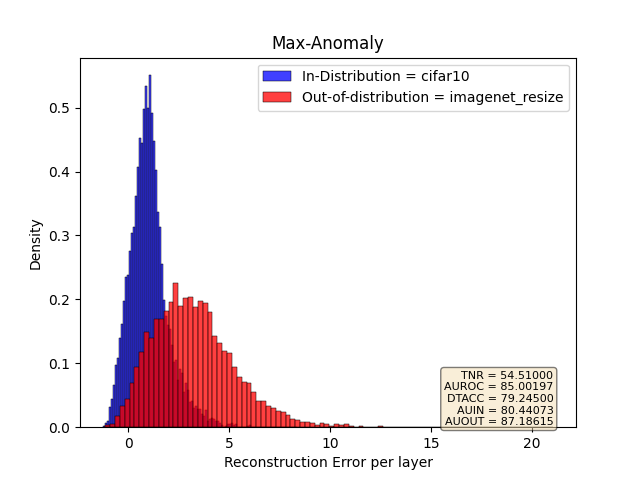 Max-Anomaly
In-Distribution = cifar10
Out-of-distribution = imagenet_resize
Density
0.5
0.4
0.3
0.2
0.1
0.0
TNR = 54.51000
AUROC = 85.00197
DTACC = 79.24500
AUIN = 80.44073
AUOUT = 87.18615
0 5 10 15 20
Reconstruction Error per layer